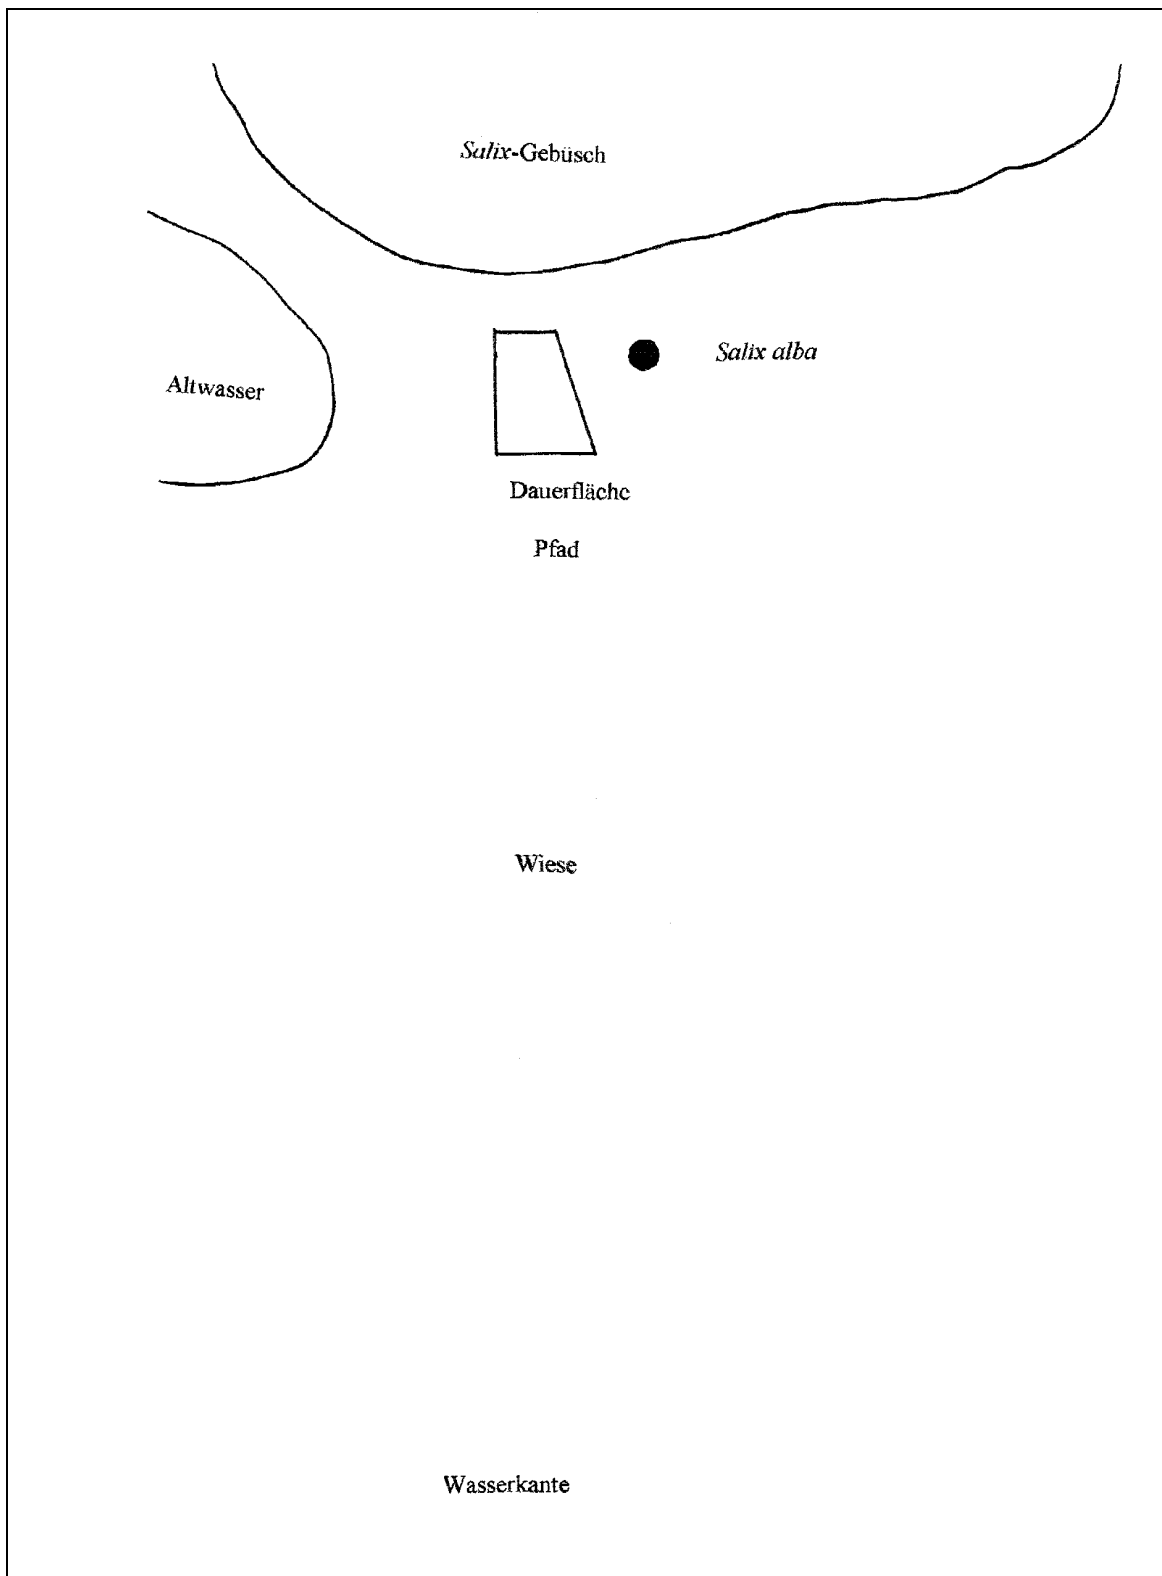 Salix-Gebüsch
Salix alba
Altwasser
Dauerfläche
Pfad
Wiese
Wasserkante